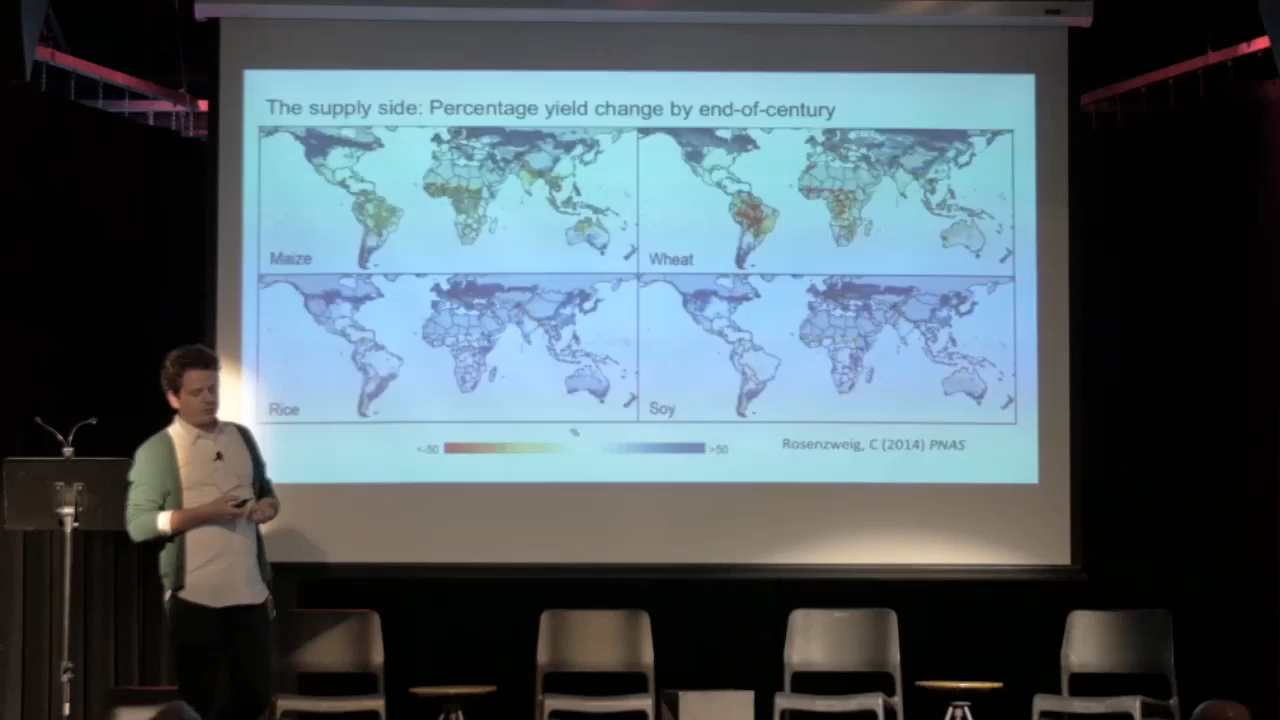 The supply side: Percentage yield change by end-of-century
Maize
Wheat
Rice
Soy
%
<-50
>50
Rosenzweig, C (2014) PNAS